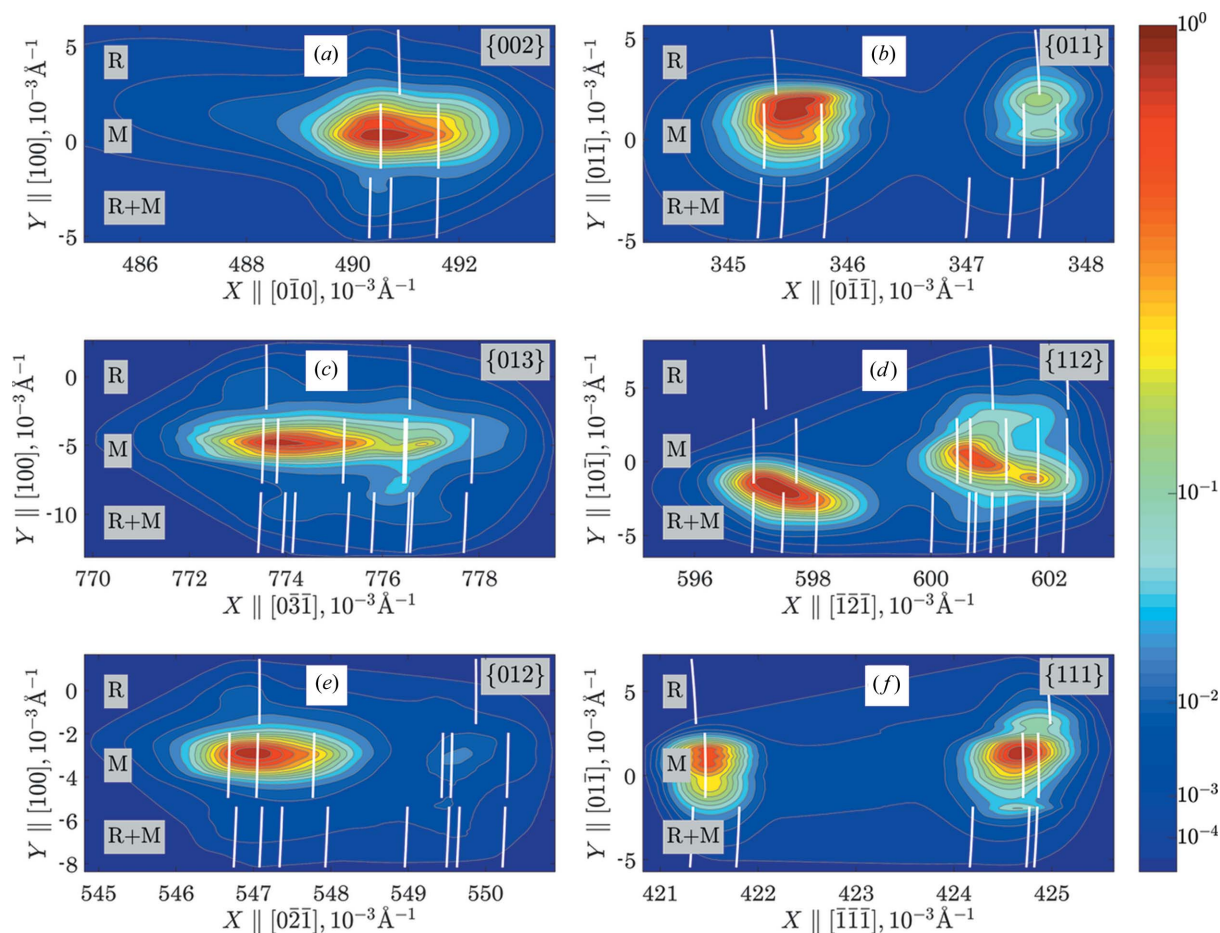 (a)
{002}
R
M
R+M
5
0
-5
Y ∥ [100], 10⁻³ Å⁻¹
486
488
490
492
X ∥ [01̄0], 10⁻³ Å⁻¹
(b)
{011}
R
M
R+M
5
0
-5
Y ∥ [011̄], 10⁻³ Å⁻¹
345
346
347
348
X ∥ [01̄1̄], 10⁻³ Å⁻¹
(c)
{013}
R
M
R+M
0
-5
-10
Y ∥ [100], 10⁻³ Å⁻¹
770
772
774
776
778
X ∥ [03̄1̄], 10⁻³ Å⁻¹
(d)
{112}
R
M
R+M
5
0
-5
Y ∥ [101̄], 10⁻³ Å⁻¹
596
598
600
602
X ∥ [1̄2̄1̄], 10⁻³ Å⁻¹
(e)
{012}
R
M
R+M
0
-2
-4
-6
-8
Y ∥ [100], 10⁻³ Å⁻¹
545
546
547
548
549
550
X ∥ [02̄1̄], 10⁻³ Å⁻¹
(f)
{111}
R
M
R+M
5
0
-5
Y ∥ [011̄], 10⁻³ Å⁻¹
421
422
423
424
425
X ∥ [1̄1̄1̄], 10⁻³ Å⁻¹
10⁰
10⁻¹
10⁻²
10⁻³
10⁻⁴